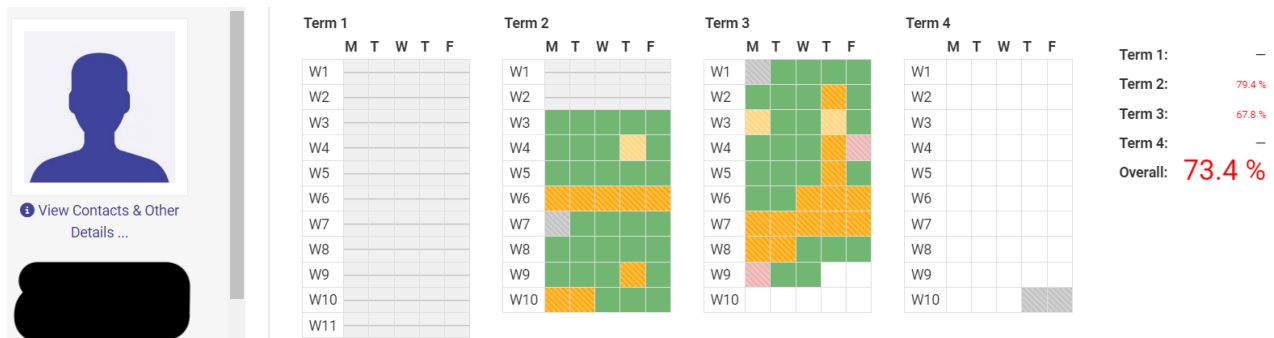 View Contacts & Other
Details ...
Term 1
M T W T F
W1
W2
W3
W4
W5
W6
W7
W8
W9
W10
W11
Term 2
M T W T F
W1
W2
W3
W4
W5
W6
W7
W8
W9
W10
Term 3
M T W T F
W1
W2
W3
W4
W5
W6
W7
W8
W9
W10
Term 4
M T W T F
W1
W2
W3
W4
W5
W6
W7
W8
W9
W10
Term 1: —
Term 2: 79.4 %
Term 3: 67.8 %
Term 4: —
Overall: 73.4 %